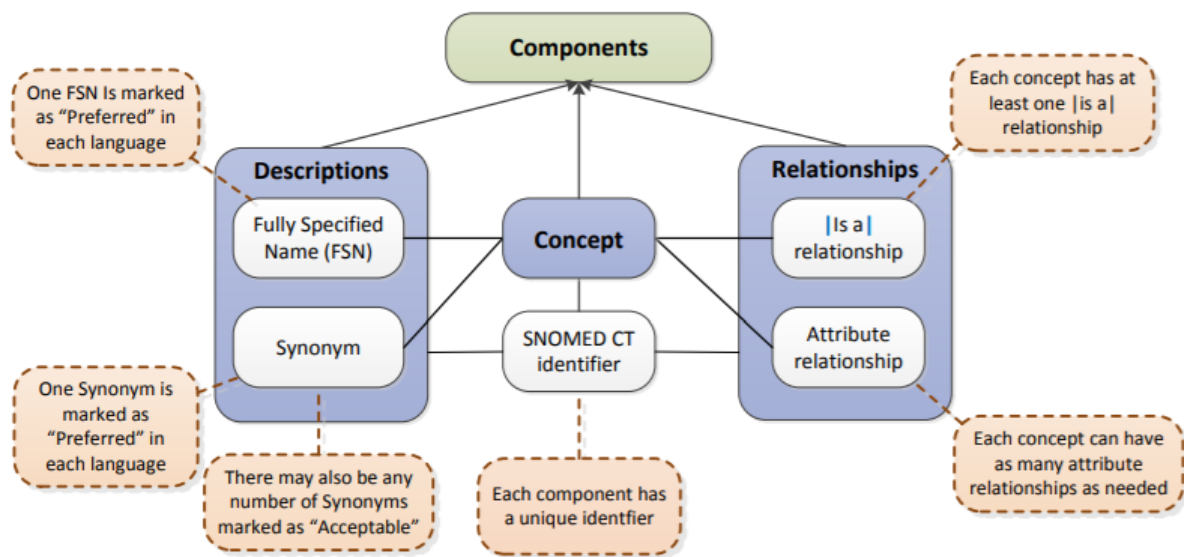 Components
One FSN Is marked
as “Preferred” in
each language
Each concept has at
least one |is a|
relationship
Descriptions
Fully Specified
Name (FSN)
Synonym
Concept
SNOMED CT
identifier
Relationships
|Is a|
relationship
Attribute
relationship
One Synonym is
marked as
“Preferred” in
each language
There may also be any
number of Synonyms
marked as “Acceptable”
Each component has
a unique identfier
Each concept can have
as many attribute
relationships as needed